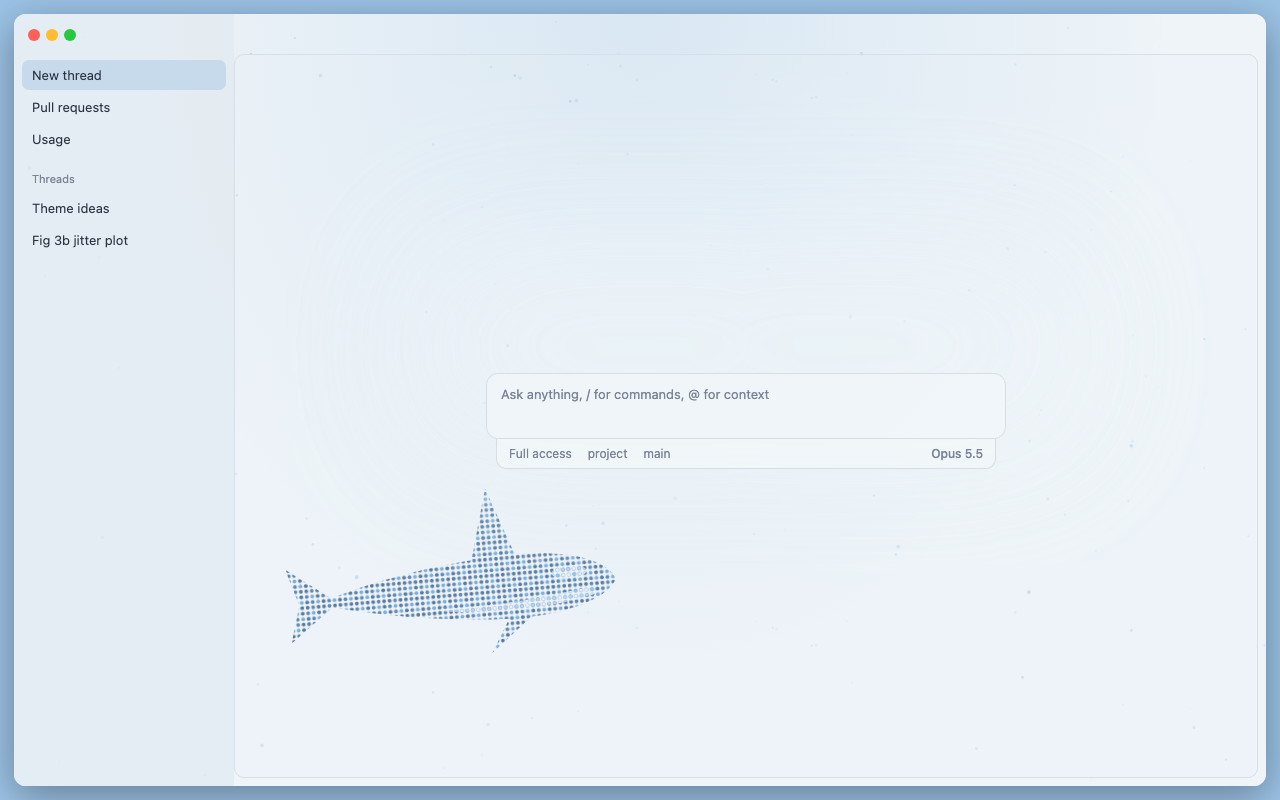 New thread
Pull requests
Usage
Threads
Theme ideas
Fig 3b jitter plot
Ask anything, / for commands, @ for context
Full access project main Opus 5.5